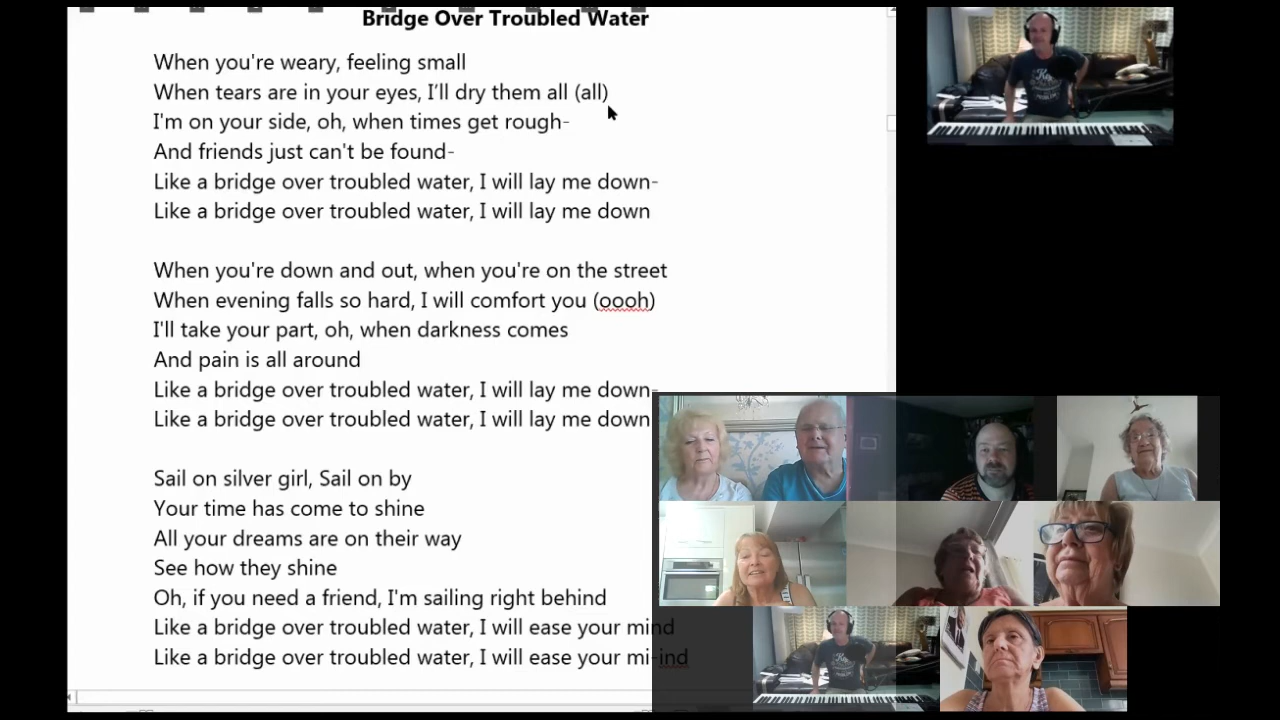 Bridge Over Troubled Water
When you're weary, feeling small
When tears are in your eyes, I'll dry them all (all)
I'm on your side, oh, when times get rough-
And friends just can't be found-
Like a bridge over troubled water, I will lay me down-
Like a bridge over troubled water, I will lay me down
When you're down and out, when you're on the street
When evening falls so hard, I will comfort you (oooh)
I'll take your part, oh, when darkness comes
And pain is all around
Like a bridge over troubled water, I will lay me down-
Like a bridge over troubled water, I will lay me down
Sail on silver girl, Sail on by
Your time has come to shine
All your dreams are on their way
See how they shine
Oh, if you need a friend, I'm sailing right behind
Like a bridge over troubled water, I will ease your mind
Like a bridge over troubled water, I will ease your mi-ind